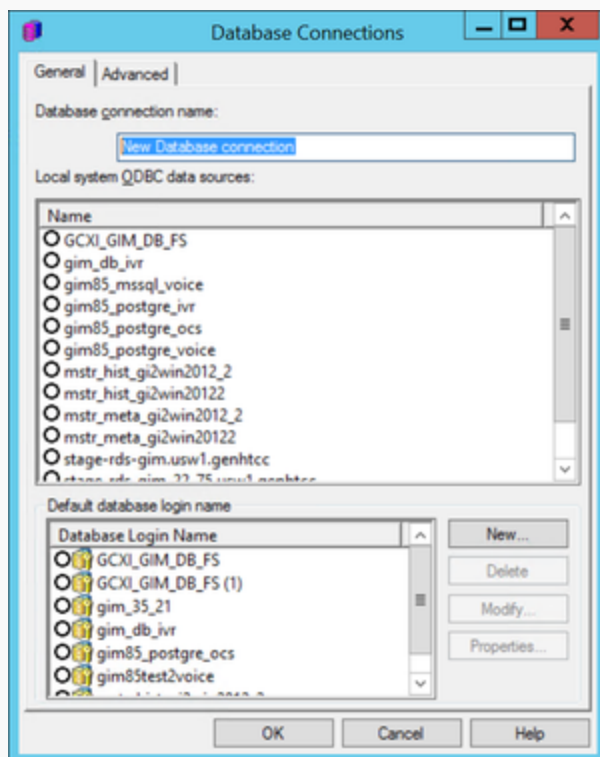 Database Connections
General
Advanced
Database connection name:
New Database connection
Local system ODBC data sources:
Name
GCXI_GIM_DB_FS
gim_db_ivr
gim85_mssql_voice
gim85_postgre_ivr
gim85_postgre_ocs
gim85_postgre_voice
mstr_hist_gi2win2012_2
mstr_hist_gi2win20122
mstr_meta_gi2win2012_2
mstr_meta_gi2win20122
stage-rds-gim.usw1.genhtcc
Default database login name
Database Login Name
GCXI_GIM_DB_FS
GCXI_GIM_DB_FS (1)
gim_35_21
gim_db_ivr
gim85_postgre_ocs
gim85test2voice
New...
Delete
Modify...
Properties...
OK
Cancel
Help